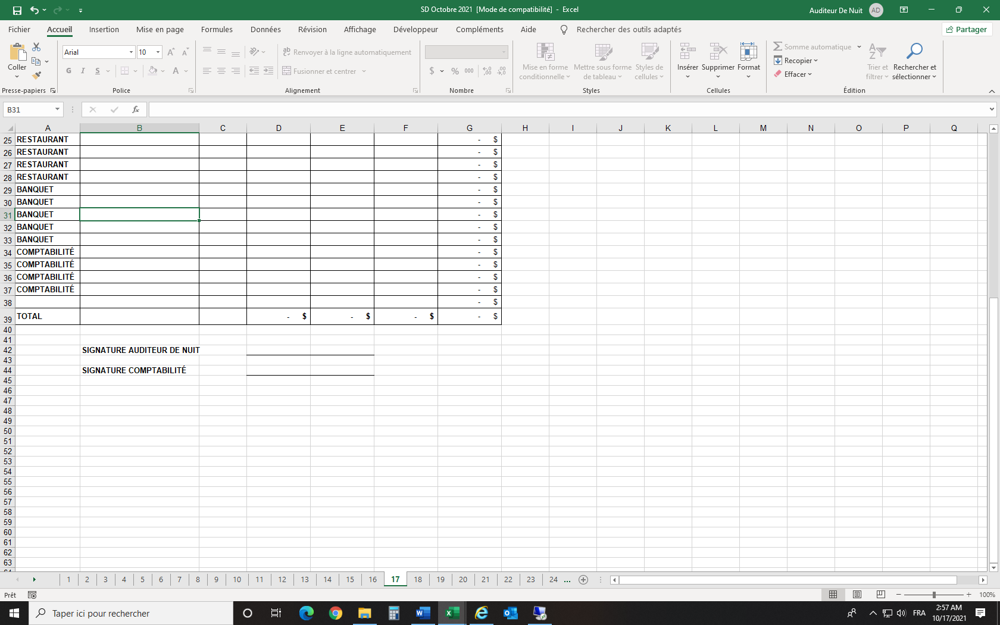 SD Octobre 2021 [Mode de compatibilité] - Excel
Auditeur De Nuit AD
Fichier Accueil Insertion Mise en page Formules Données Révision Affichage Développeur Compléments Aide Rechercher des outils adaptés Partager
Coller
Presse-papiers
Arial 10
G I S
Police
Renvoyer à la ligne automatiquement
Fusionner et centrer
Alignement
$ % 000
Nombre
Mise en forme conditionnelle
Mettre sous forme de tableau
Styles de cellules
Styles
Insérer Supprimer Format
Cellules
Somme automatique
Recopier
Effacer
Trier et filtrer
Rechercher et sélectionner
Édition
B31 fx
A B C D E F G H I J K L M N O P Q
25 RESTAURANT - $
26 RESTAURANT - $
27 RESTAURANT - $
28 RESTAURANT - $
29 BANQUET - $
30 BANQUET - $
31 BANQUET - $
32 BANQUET - $
33 BANQUET - $
34 COMPTABILITÉ - $
35 COMPTABILITÉ - $
36 COMPTABILITÉ - $
37 COMPTABILITÉ - $
38 - $
39 TOTAL - $ - $ - $ - $
40
41
42 SIGNATURE AUDITEUR DE NUIT
43
44 SIGNATURE COMPTABILITÉ
45
46
47
48
49
50
51
52
53
54
55
56
57
58
59
60
61
62
63
1 2 3 4 5 6 7 8 9 10 11 12 13 14 15 16 17 18 19 20 21 22 23 24 ...
Prêt 100%
Taper ici pour rechercher
FRA
2:57 AM
10/17/2021